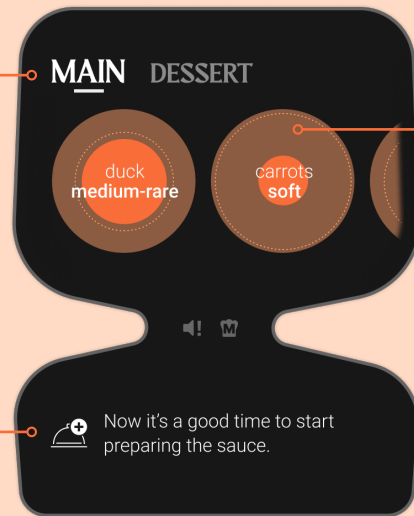 MAIN DESSERT
duck
medium-rare
carrots
soft
M
Now it's a good time to start
preparing the sauce.